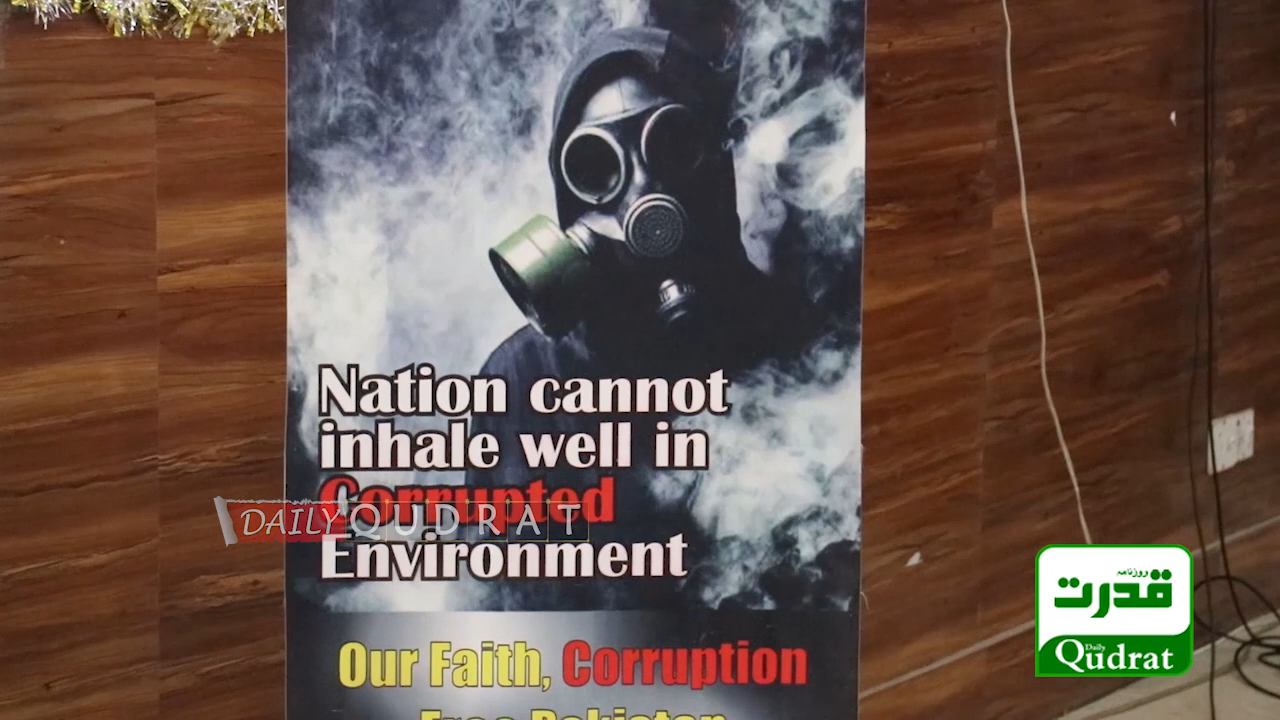 Nation cannot
inhale well in
Corrupted
Environment
DAILY QUDRAT
Our Faith, Corruption
Free Pakistan
روزنامہ
قدرت
Daily
Qudrat